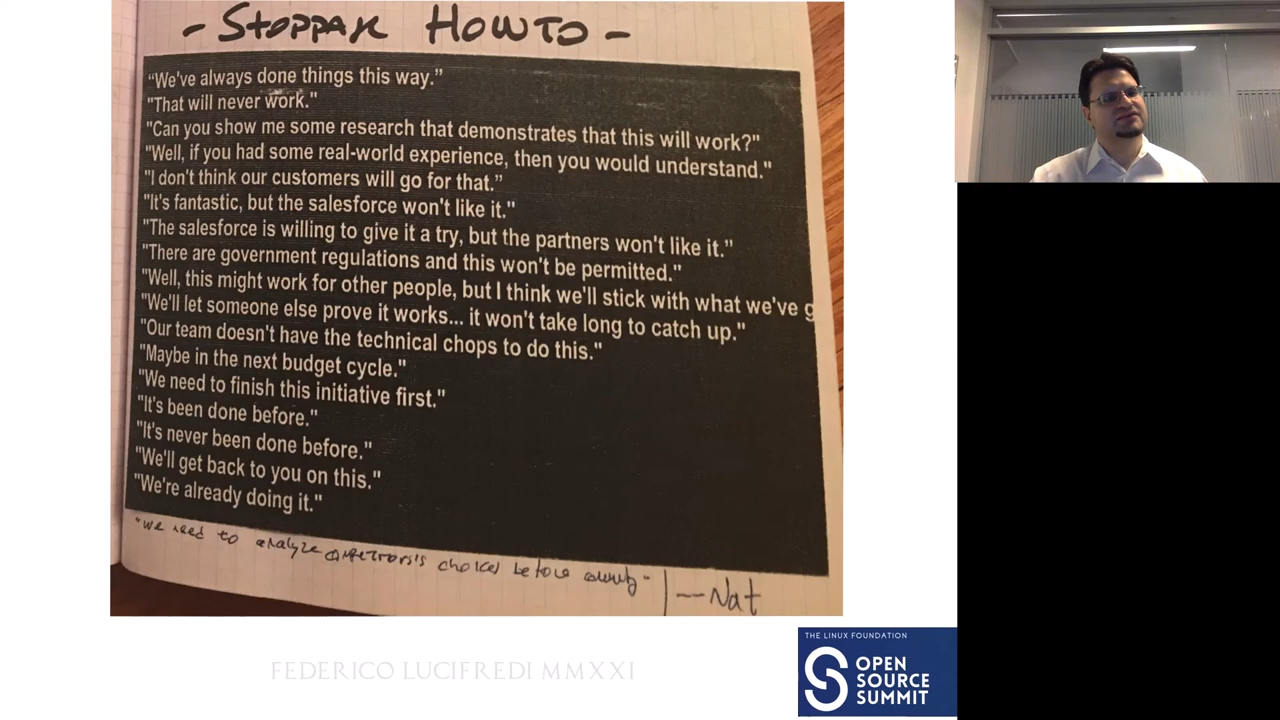 - STOPPAR HOWTO -
"We've always done things this way."
"That will never work."
"Can you show me some research that demonstrates that this will work?"
"Well, if you had some real-world experience, then you would understand."
"I don't think our customers will go for that."
"It's fantastic, but the salesforce won't like it."
"The salesforce is willing to give it a try, but the partners won't like it."
"There are government regulations and this won't be permitted."
"Well, this might work for other people, but I think we'll stick with what we've g
"We'll let someone else prove it works... it won't take long to catch up."
"Our team doesn't have the technical chops to do this."
"Maybe in the next budget cycle."
"We need to finish this initiative first."
"It's been done before."
"It's never been done before."
"We'll get back to you on this."
"We're already doing it."
"we need to analyze choices before
--Nat
FEDERICO LUCIFREDI MMXXI
THE LINUX FOUNDATION
OPEN
SOURCE
SUMMIT